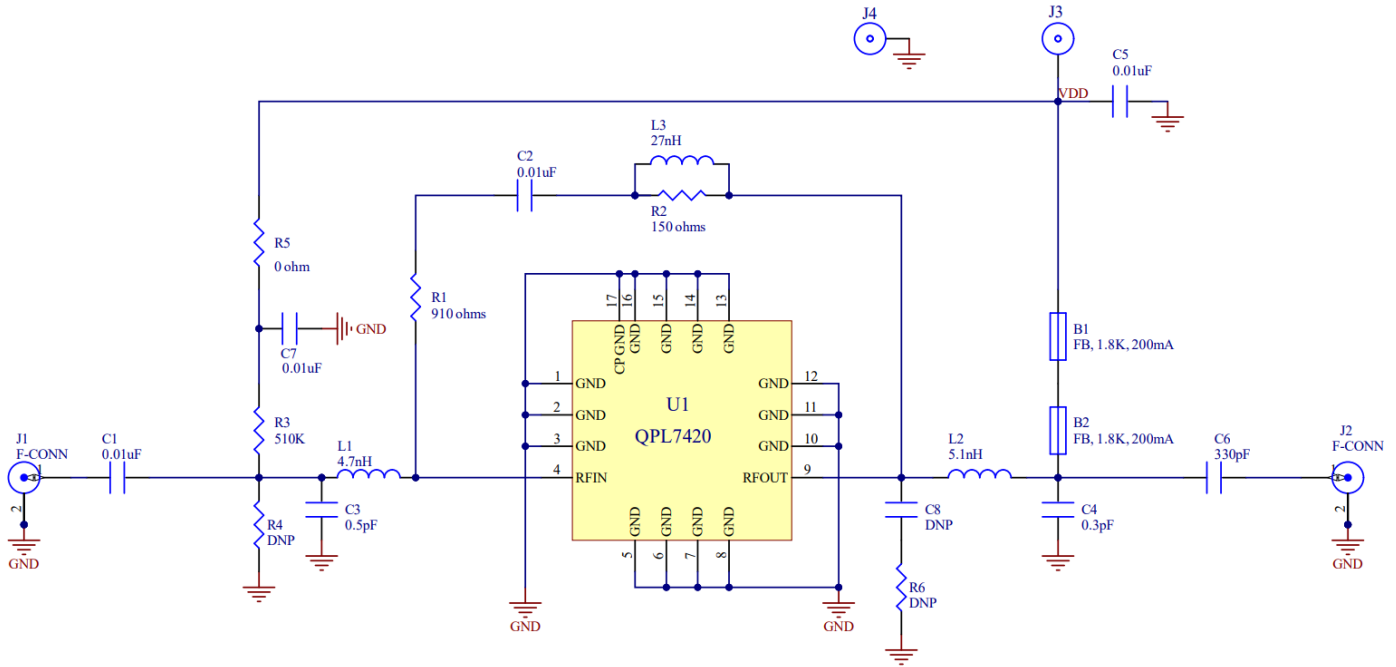 J4
J3
C5
0.01uF
VDD
L3
27nH
C2
0.01uF
R2
150 ohms
R5
0 ohm
R1
910 ohms
C7
0.01uF
GND
17
16
15
14
13
CP GND
GND
GND
GND
GND
B1
FB, 1.8K, 200mA
1
GND
2
GND
3
GND
4
RFIN
U1
QPL7420
GND
12
GND
11
GND
10
RFOUT
9
B2
FB, 1.8K, 200mA
R3
510K
J1
F-CONN
1
2
GND
C1
0.01uF
L1
4.7nH
L2
5.1nH
C6
330pF
J2
F-CONN
1
2
GND
R4
DNP
C3
0.5pF
GND
GND
GND
GND
5
6
7
8
C8
DNP
C4
0.3pF
R6
DNP
GND
GND